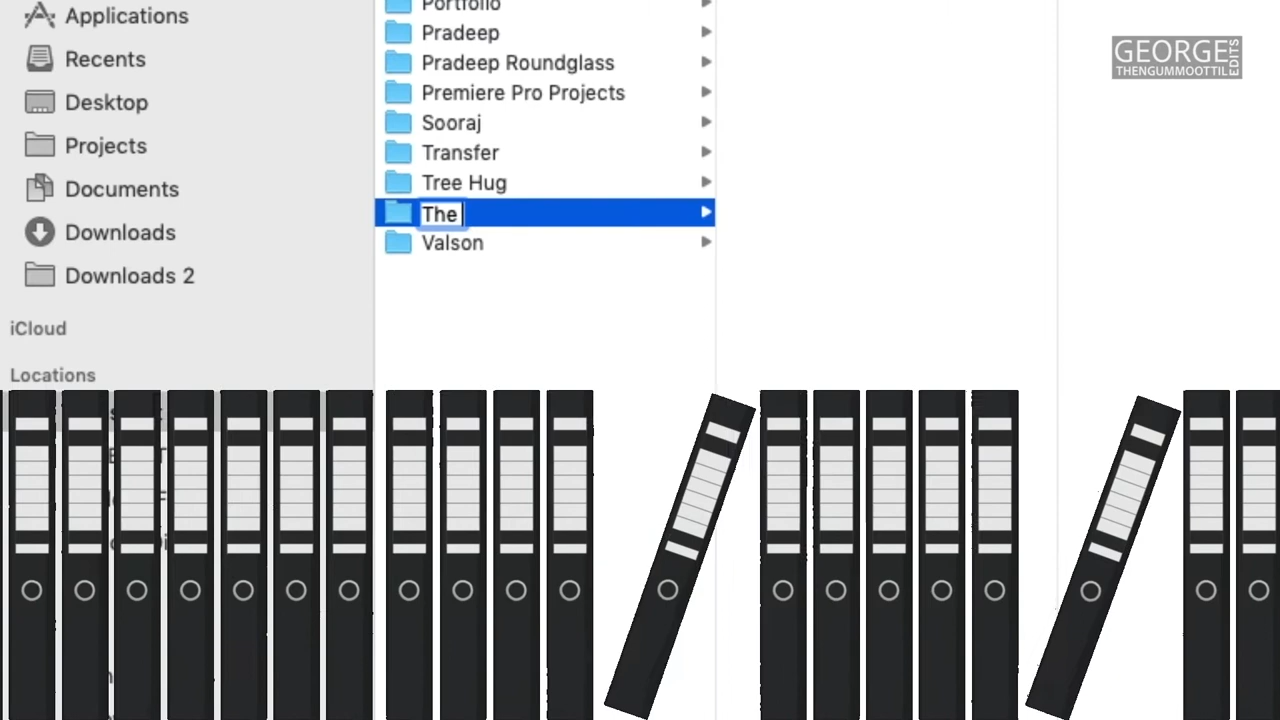 Applications
Recents
Desktop
Projects
Documents
Downloads
Downloads 2
iCloud
Locations
Portfolio
Pradeep
Pradeep Roundglass
Premiere Pro Projects
Sooraj
Transfer
Tree Hug
The
Valson
GEORGE
THENGUMMOOTTIL
EDITS